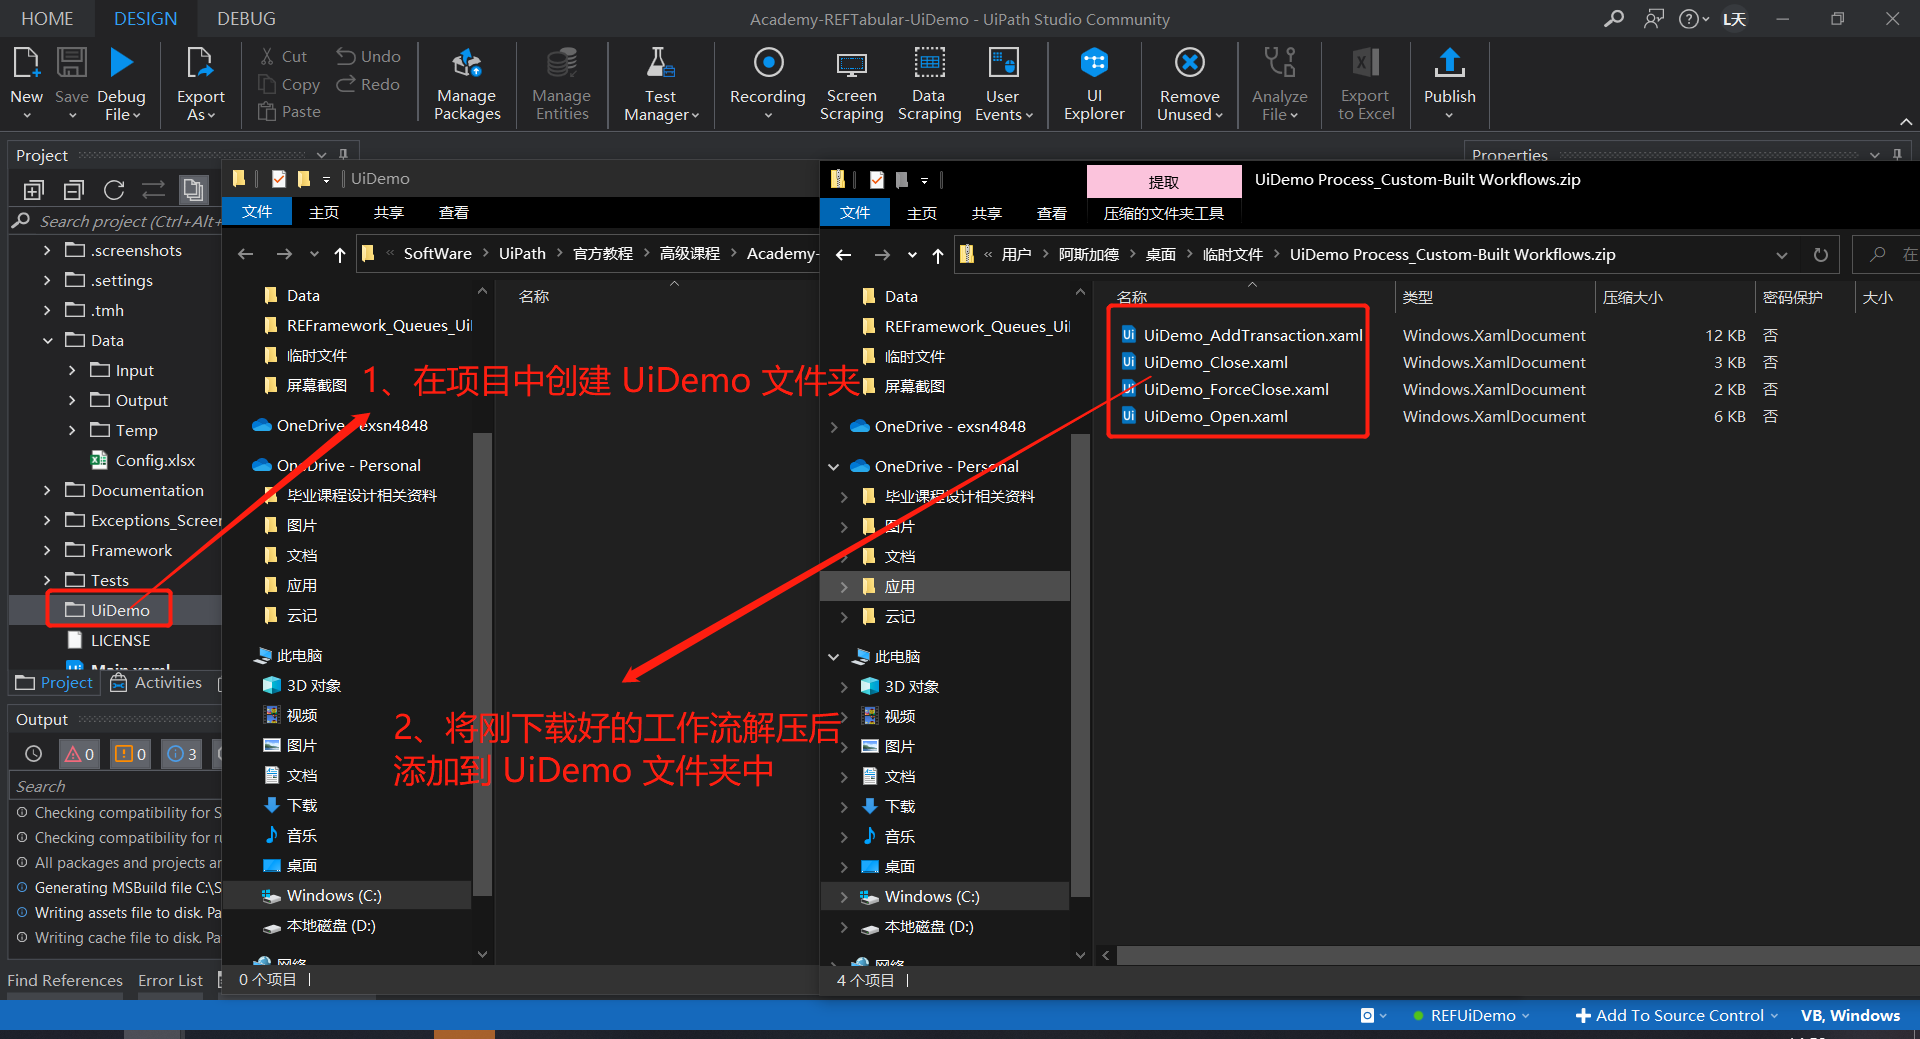 HOME DESIGN DEBUG
Academy-REFTabular-UiDemo - UiPath Studio Community
L天
New
Save
Debug File
Export As
Cut
Copy
Paste
Undo
Redo
Manage Packages
Manage Entities
Test Manager
Recording
Screen Scraping
Data Scraping
User Events
UI Explorer
Remove Unused
Analyze File
Export to Excel
Publish
Project
Search project (Ctrl+Alt+
.screenshots
.settings
.tmh
Data
Input
Output
Temp
Config.xlsx
Documentation
Exceptions_Screen
Framework
Tests
UiDemo
LICENSE
Main.xaml
Project
Activities
Output
0
0
3
Search
Checking compatibility for S
Checking compatibility for ru
All packages and projects ar
Generating MSBuild file C:\S
Writing assets file to disk. Pa
Writing cache file to disk. Pa
Find References
Error List
UiDemo
文件 主页 共享 查看
« SoftWare › UiPath › 官方教程 › 高级课程 › Academy-
Data
REFramework_Queues_Ui
临时文件
屏幕截图
OneDrive - exsn4848
OneDrive - Personal
毕业课程设计相关资料
图片
文档
应用
云记
此电脑
3D 对象
视频
图片
文档
下载
音乐
桌面
Windows (C:)
本地磁盘 (D:)
网络
0 个项目
名称
1、在项目中创建 UiDemo 文件夹
2、将刚下载好的工作流解压后
添加到 UiDemo 文件夹中
Properties
提取
UiDemo Process_Custom-Built Workflows.zip
文件 主页 共享 查看 压缩的文件夹工具
« 用户 › 阿斯加德 › 桌面 › 临时文件 › UiDemo Process_Custom-Built Workflows.zip
在
Data
REFramework_Queues_Ui
临时文件
屏幕截图
OneDrive - exsn4848
OneDrive - Personal
毕业课程设计相关资料
图片
文档
应用
云记
此电脑
3D 对象
视频
图片
文档
下载
音乐
桌面
Windows (C:)
本地磁盘 (D:)
网络
4 个项目
名称 类型 压缩大小 密码保护 大小
UiDemo_AddTransaction.xaml Windows.XamlDocument 12 KB 否
UiDemo_Close.xaml Windows.XamlDocument 3 KB 否
UiDemo_ForceClose.xaml Windows.XamlDocument 2 KB 否
UiDemo_Open.xaml Windows.XamlDocument 6 KB 否
REFUiDemo
Add To Source Control
VB, Windows